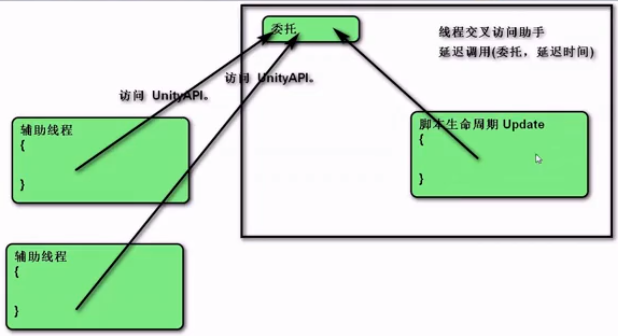 委托
线程交叉访问助手
延迟调用(委托，延迟时间)
访问 UnityAPI。
访问 UnityAPI。
辅助线程
{
}
脚本生命周期 Update
{
}
辅助线程
{
}